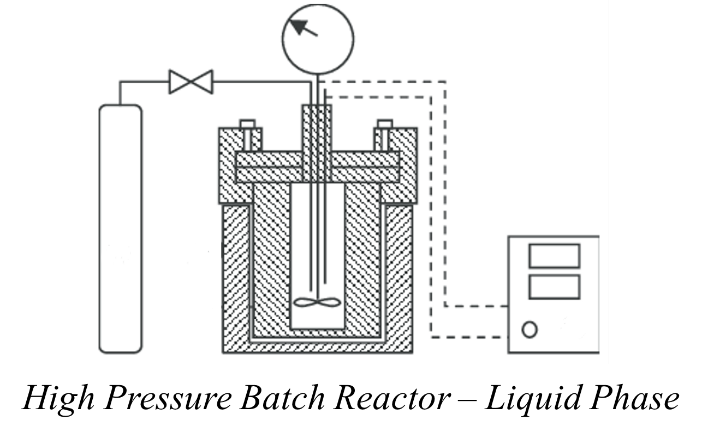 High Pressure Batch Reactor – Liquid Phase